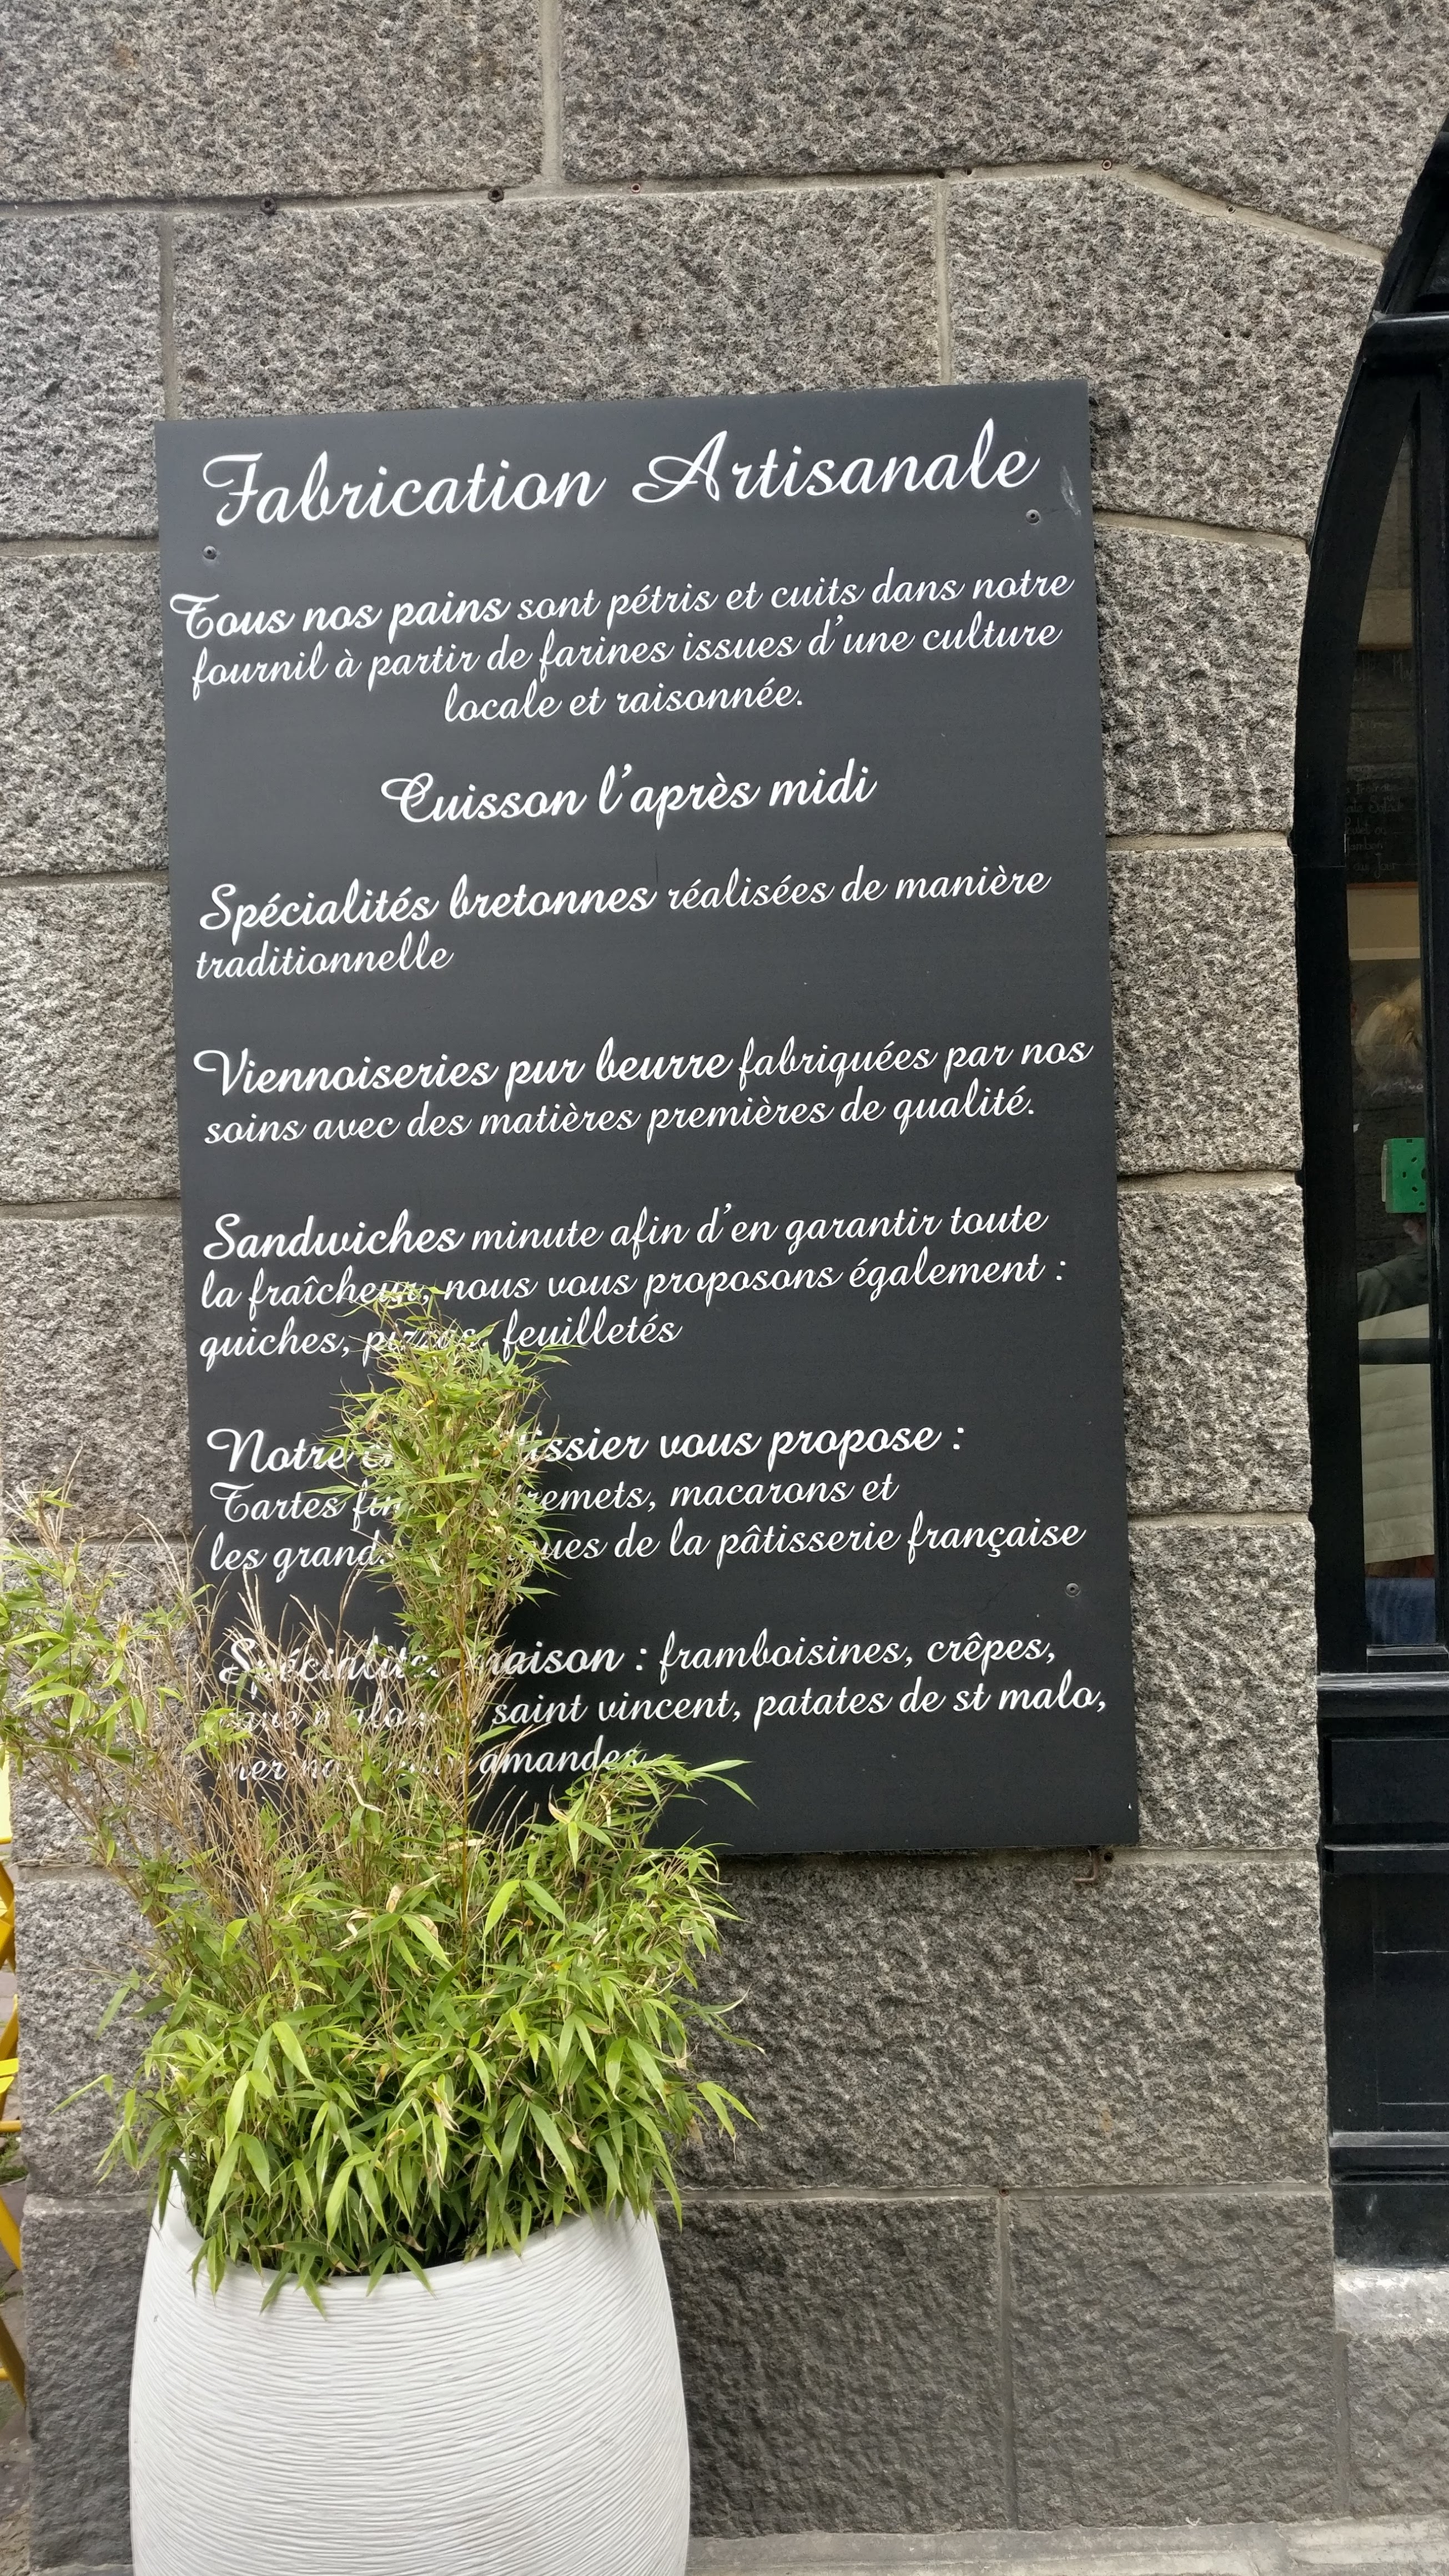 Fabrication Artisanale
Tous nos pains sont pétris et cuits dans notre
fournil à partir de farines issues d'une culture
locale et raisonnée.
Cuisson l'après midi
Spécialités bretonnes réalisées de manière
traditionnelle
Viennoiseries pur beurre fabriquées par nos
soins avec des matières premières de qualité.
Sandwiches minute afin d'en garantir toute
la fraîcheur, nous vous proposons également :
quiches, pizzas, feuilletés
Notre vous propose :
Tartes macarons et
les de la pâtisserie française
Spécialités maison : framboisines, crêpes,
saint vincent, patates de st malo,
amandes